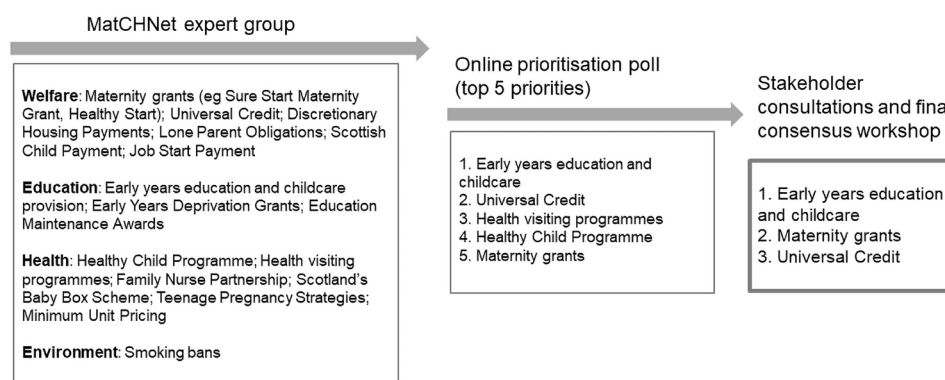 MatCHNet expert group
Welfare: Maternity grants (eg Sure Start Maternity
Grant, Healthy Start); Universal Credit; Discretionary
Housing Payments; Lone Parent Obligations; Scottish
Child Payment; Job Start Payment
Education: Early years education and childcare
provision; Early Years Deprivation Grants; Education
Maintenance Awards
Health: Healthy Child Programme; Health visiting
programmes; Family Nurse Partnership; Scotland's
Baby Box Scheme; Teenage Pregnancy Strategies;
Minimum Unit Pricing
Environment: Smoking bans
Online prioritisation poll
(top 5 priorities)
1. Early years education and
childcare
2. Universal Credit
3. Health visiting programmes
4. Healthy Child Programme
5. Maternity grants
Stakeholder
consultations and fina
consensus workshop
1. Early years education
and childcare
2. Maternity grants
3. Universal Credit